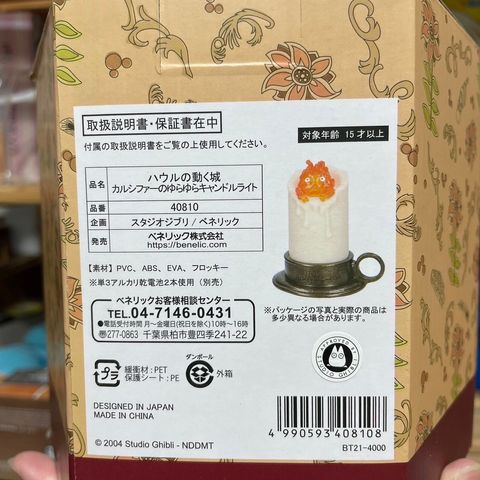 取扱説明書・保証書在中
付属の取扱説明書をご覧の上使用してください。
対象年齢 15才以上
品名 ハウルの動く城
カルシファーのゆらゆらキャンドルライト
品番 40810
企画 スタジオジブリ / ベネリック
発売 ベネリック株式会社
https://benelic.com/
【素材】PVC、ABS、EVA、フロッキー
※単3アルカリ乾電池2本使用（別売）
ベネリックお客様相談センター
TEL.04-7146-0431
電話受付時間 月～金曜日(祝日を除く)10時～16時
〒277-0863 千葉県柏市豊四季241-22
※パッケージの写真と実際の商品は
多少異なる場合があります。
プラ
緩衝材:PET
保護シート:PE
ダンボール
外箱
APPROVED BY
STUDIO GHIBLI
DESIGNED IN JAPAN
MADE IN CHINA
4 990593 408108
© 2004 Studio Ghibli - NDDMT
BT21-4000